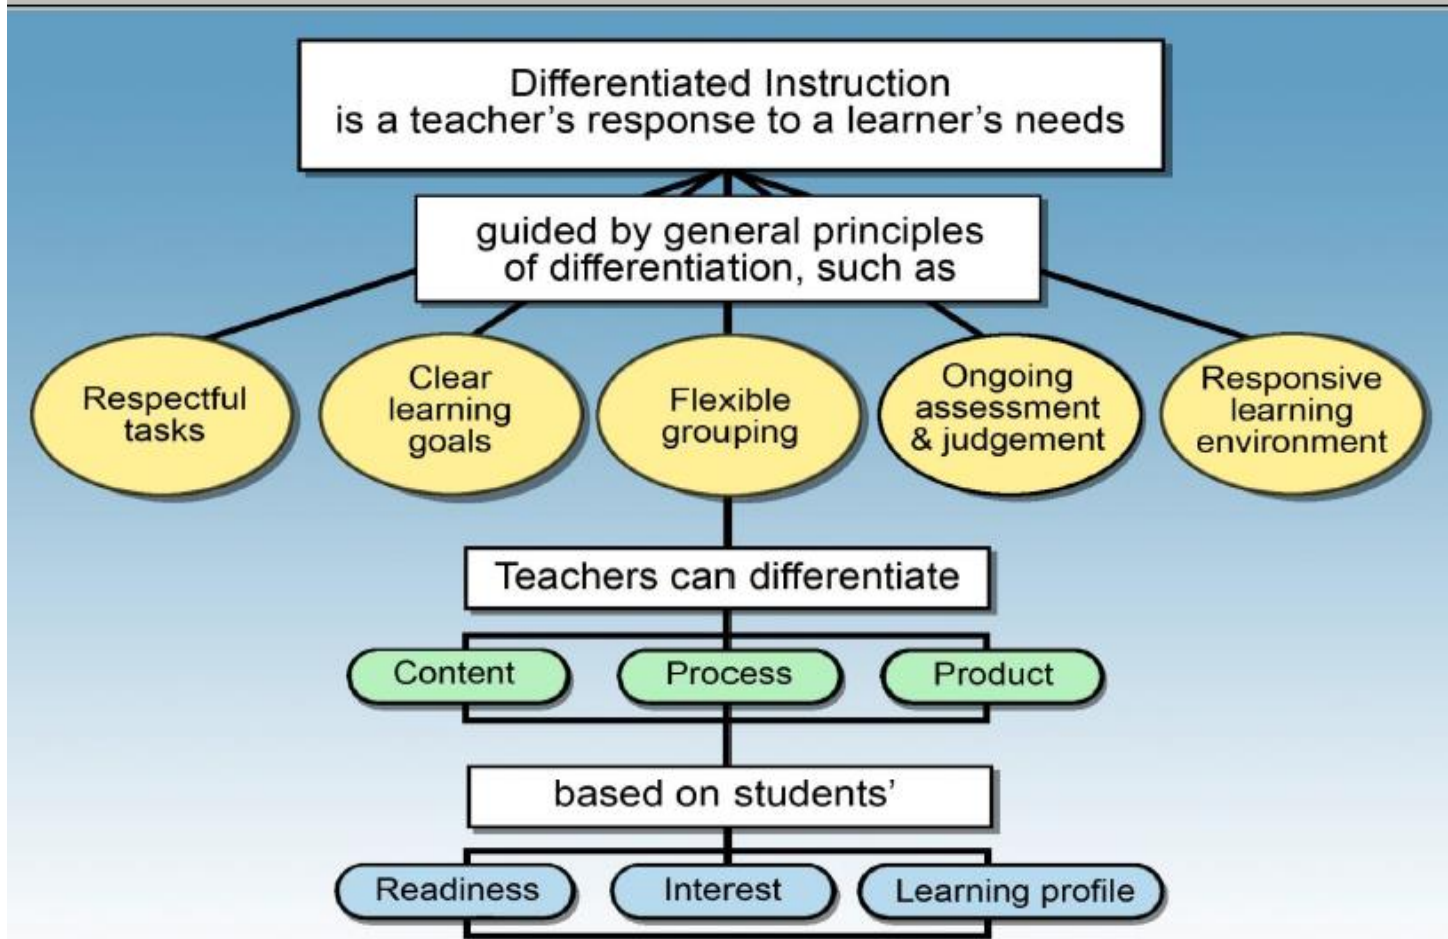 Differentiated Instruction
is a teacher's response to a learner's needs
guided by general principles
of differentiation, such as
Respectful
tasks
Clear
learning
goals
Flexible
grouping
Ongoing
assessment
& judgement
Responsive
learning
environment
Teachers can differentiate
Content
Process
Product
based on students'
Readiness
Interest
Learning profile